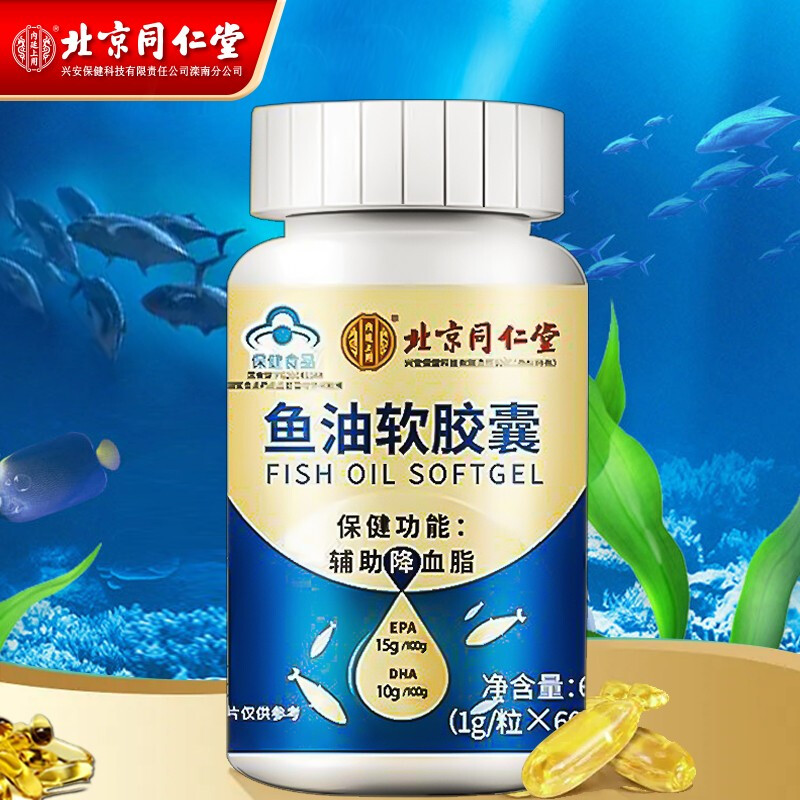 北京同仁堂
兴安保健科技有限责任公司滦南分公司
保健食品
北京同仁堂
鱼油软胶囊
FISH OIL SOFTGEL
保健功能：
辅助降血脂
EPA
15g/100g
DHA
10g/100g
净含量：6
(1g/粒×60
片仅供参考